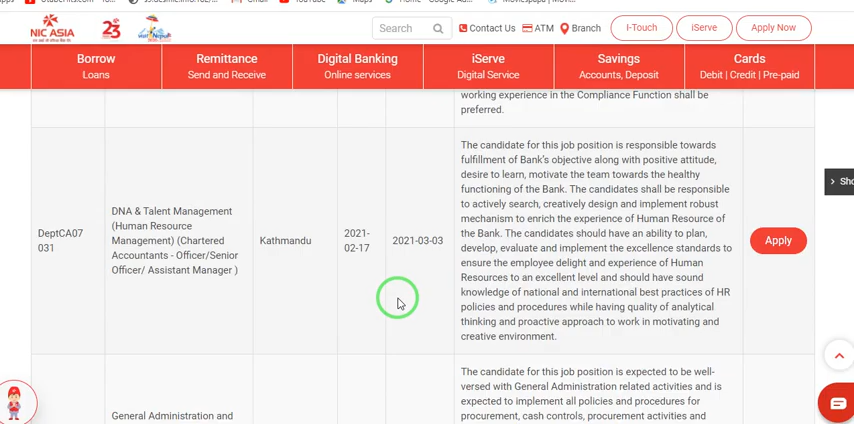 Gmail YouTube Maps
NIC ASIA
23
Search
Contact Us ATM Branch
I-Touch iServe Apply Now
Borrow
Loans
Remittance
Send and Receive
Digital Banking
Online services
iServe
Digital Service
Savings
Accounts, Deposit
Cards
Debit | Credit | Pre-paid
working experience in the Compliance Function shall be
preferred.
DeptCA07
031
DNA & Talent Management
(Human Resource
Management) (Chartered
Accountants - Officer/Senior
Officer/ Assistant Manager )
Kathmandu
2021-
02-17
2021-03-03
The candidate for this job position is responsible towards
fulfillment of Bank's objective along with positive attitude,
desire to learn, motivate the team towards the healthy
functioning of the Bank. The candidates shall be responsible
to actively search, creatively design and implement robust
mechanism to enrich the experience of Human Resource of
the Bank. The candidates should have an ability to plan,
develop, evaluate and implement the excellence standards to
ensure the employee delight and experience of Human
Resources to an excellent level and should have sound
knowledge of national and international best practices of HR
policies and procedures while having quality of analytical
thinking and proactive approach to work in motivating and
creative environment.
Apply
Sho
General Administration and
The candidate for this job position is expected to be well-
versed with General Administration related activities and is
expected to implement all policies and procedures for
procurement, cash controls, procurement activities and